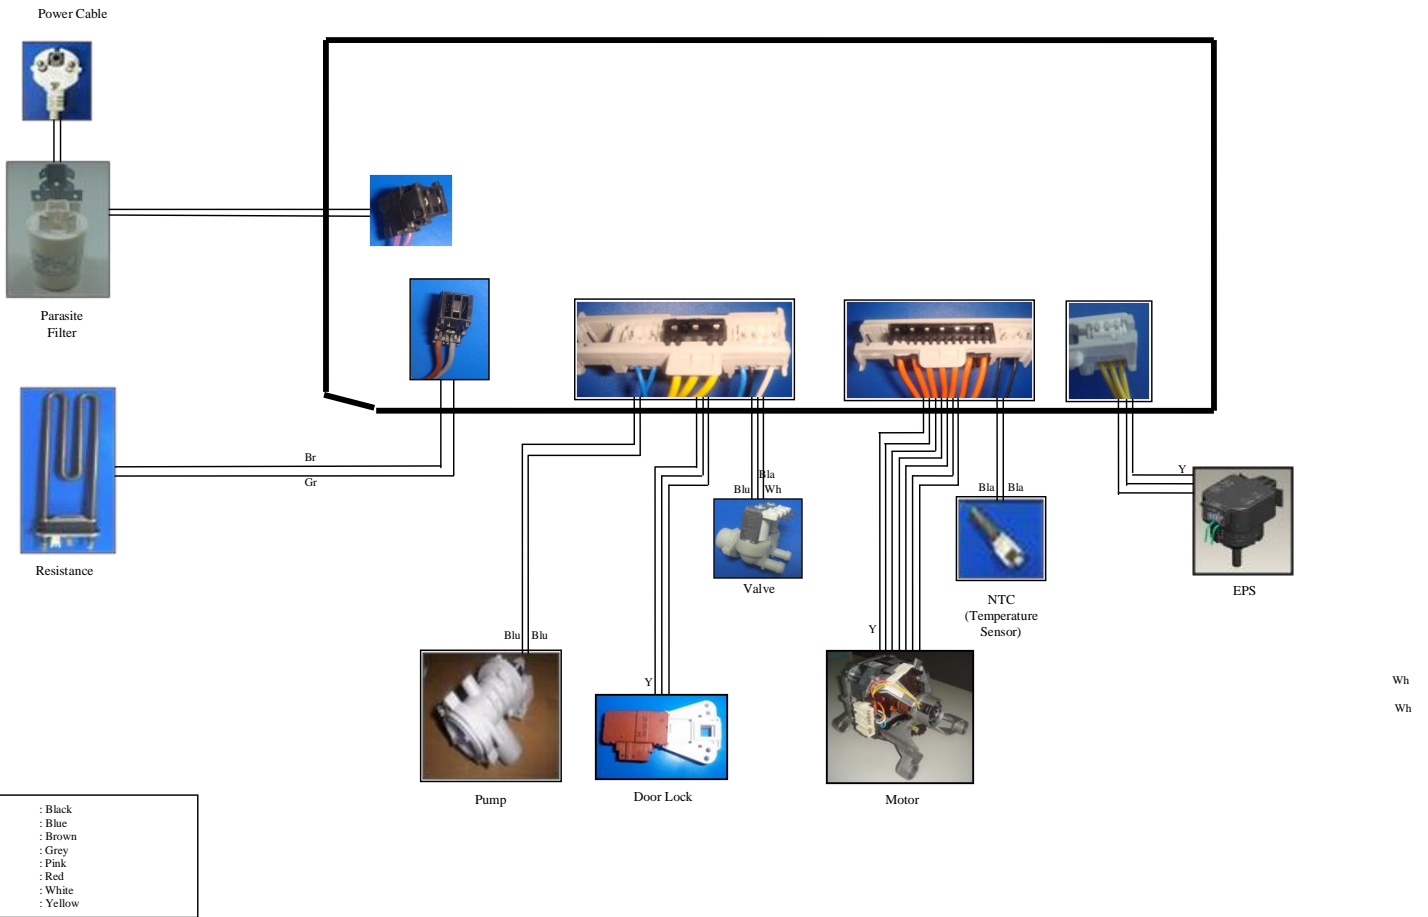 Power Cable
Parasite
Filter
Br
Gr
Resistance
Bla
Blu
Wh
Valve
Bla
Bla
NTC
(Temperature
Sensor)
Y
EPS
Blu
Blu
Pump
Y
Door Lock
Y
Motor
Wh
Wh
: Black
: Blue
: Brown
: Grey
: Pink
: Red
: White
: Yellow